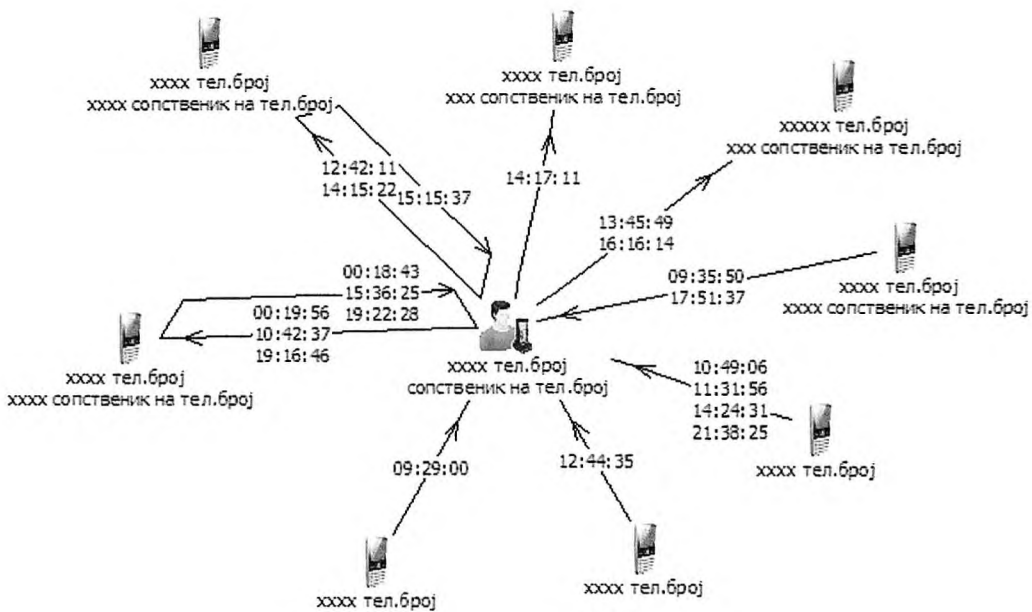 xxxx тел.број
xxxx сопственик на тел.број
xxxx тел.број
xxx сопственик на тел.број
xxxxx тел.број
xxx сопственик на тел.број
12:42:11
14:15:22
15:15:37
14:17:11
13:45:49
16:16:14
09:35:50
17:51:37
xxxx тел.број
xxxx сопственик на тел.број
00:18:43
15:36:25
19:22:28
00:19:56
10:42:37
19:16:46
xxxx тел.број
xxxx сопственик на тел.број
xxxx тел.број
сопственик на тел.број
10:49:06
11:31:56
14:24:31
21:38:25
xxxx тел.број
09:29:00
12:44:35
xxxx тел.број
xxxx тел.број